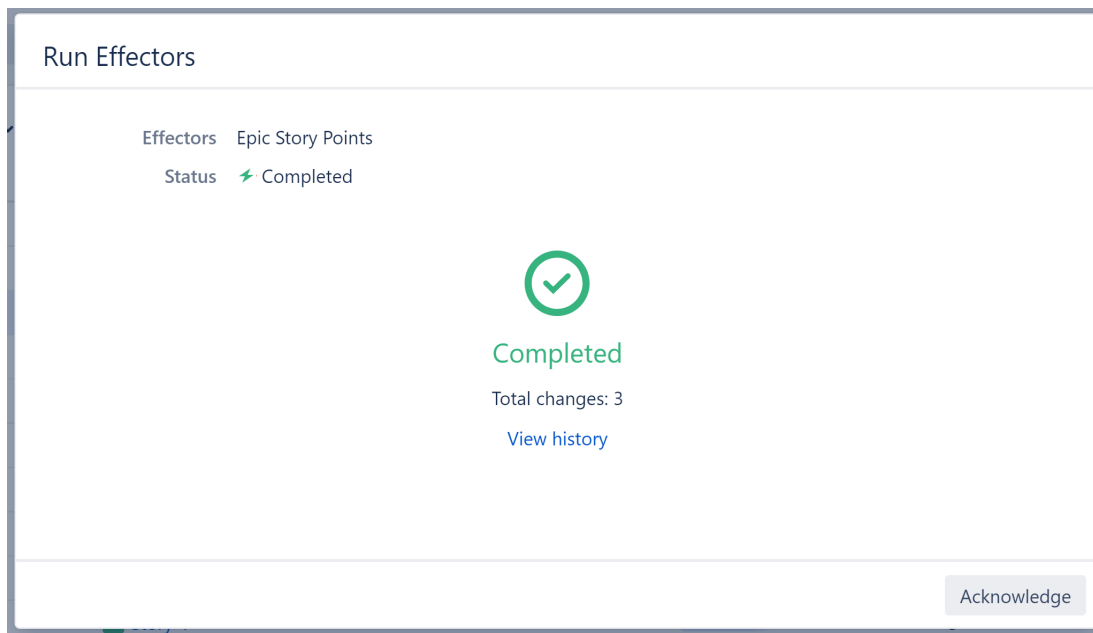 Run Effectors
Effectors Epic Story Points
Status Completed
Completed
Total changes: 3
View history
Acknowledge